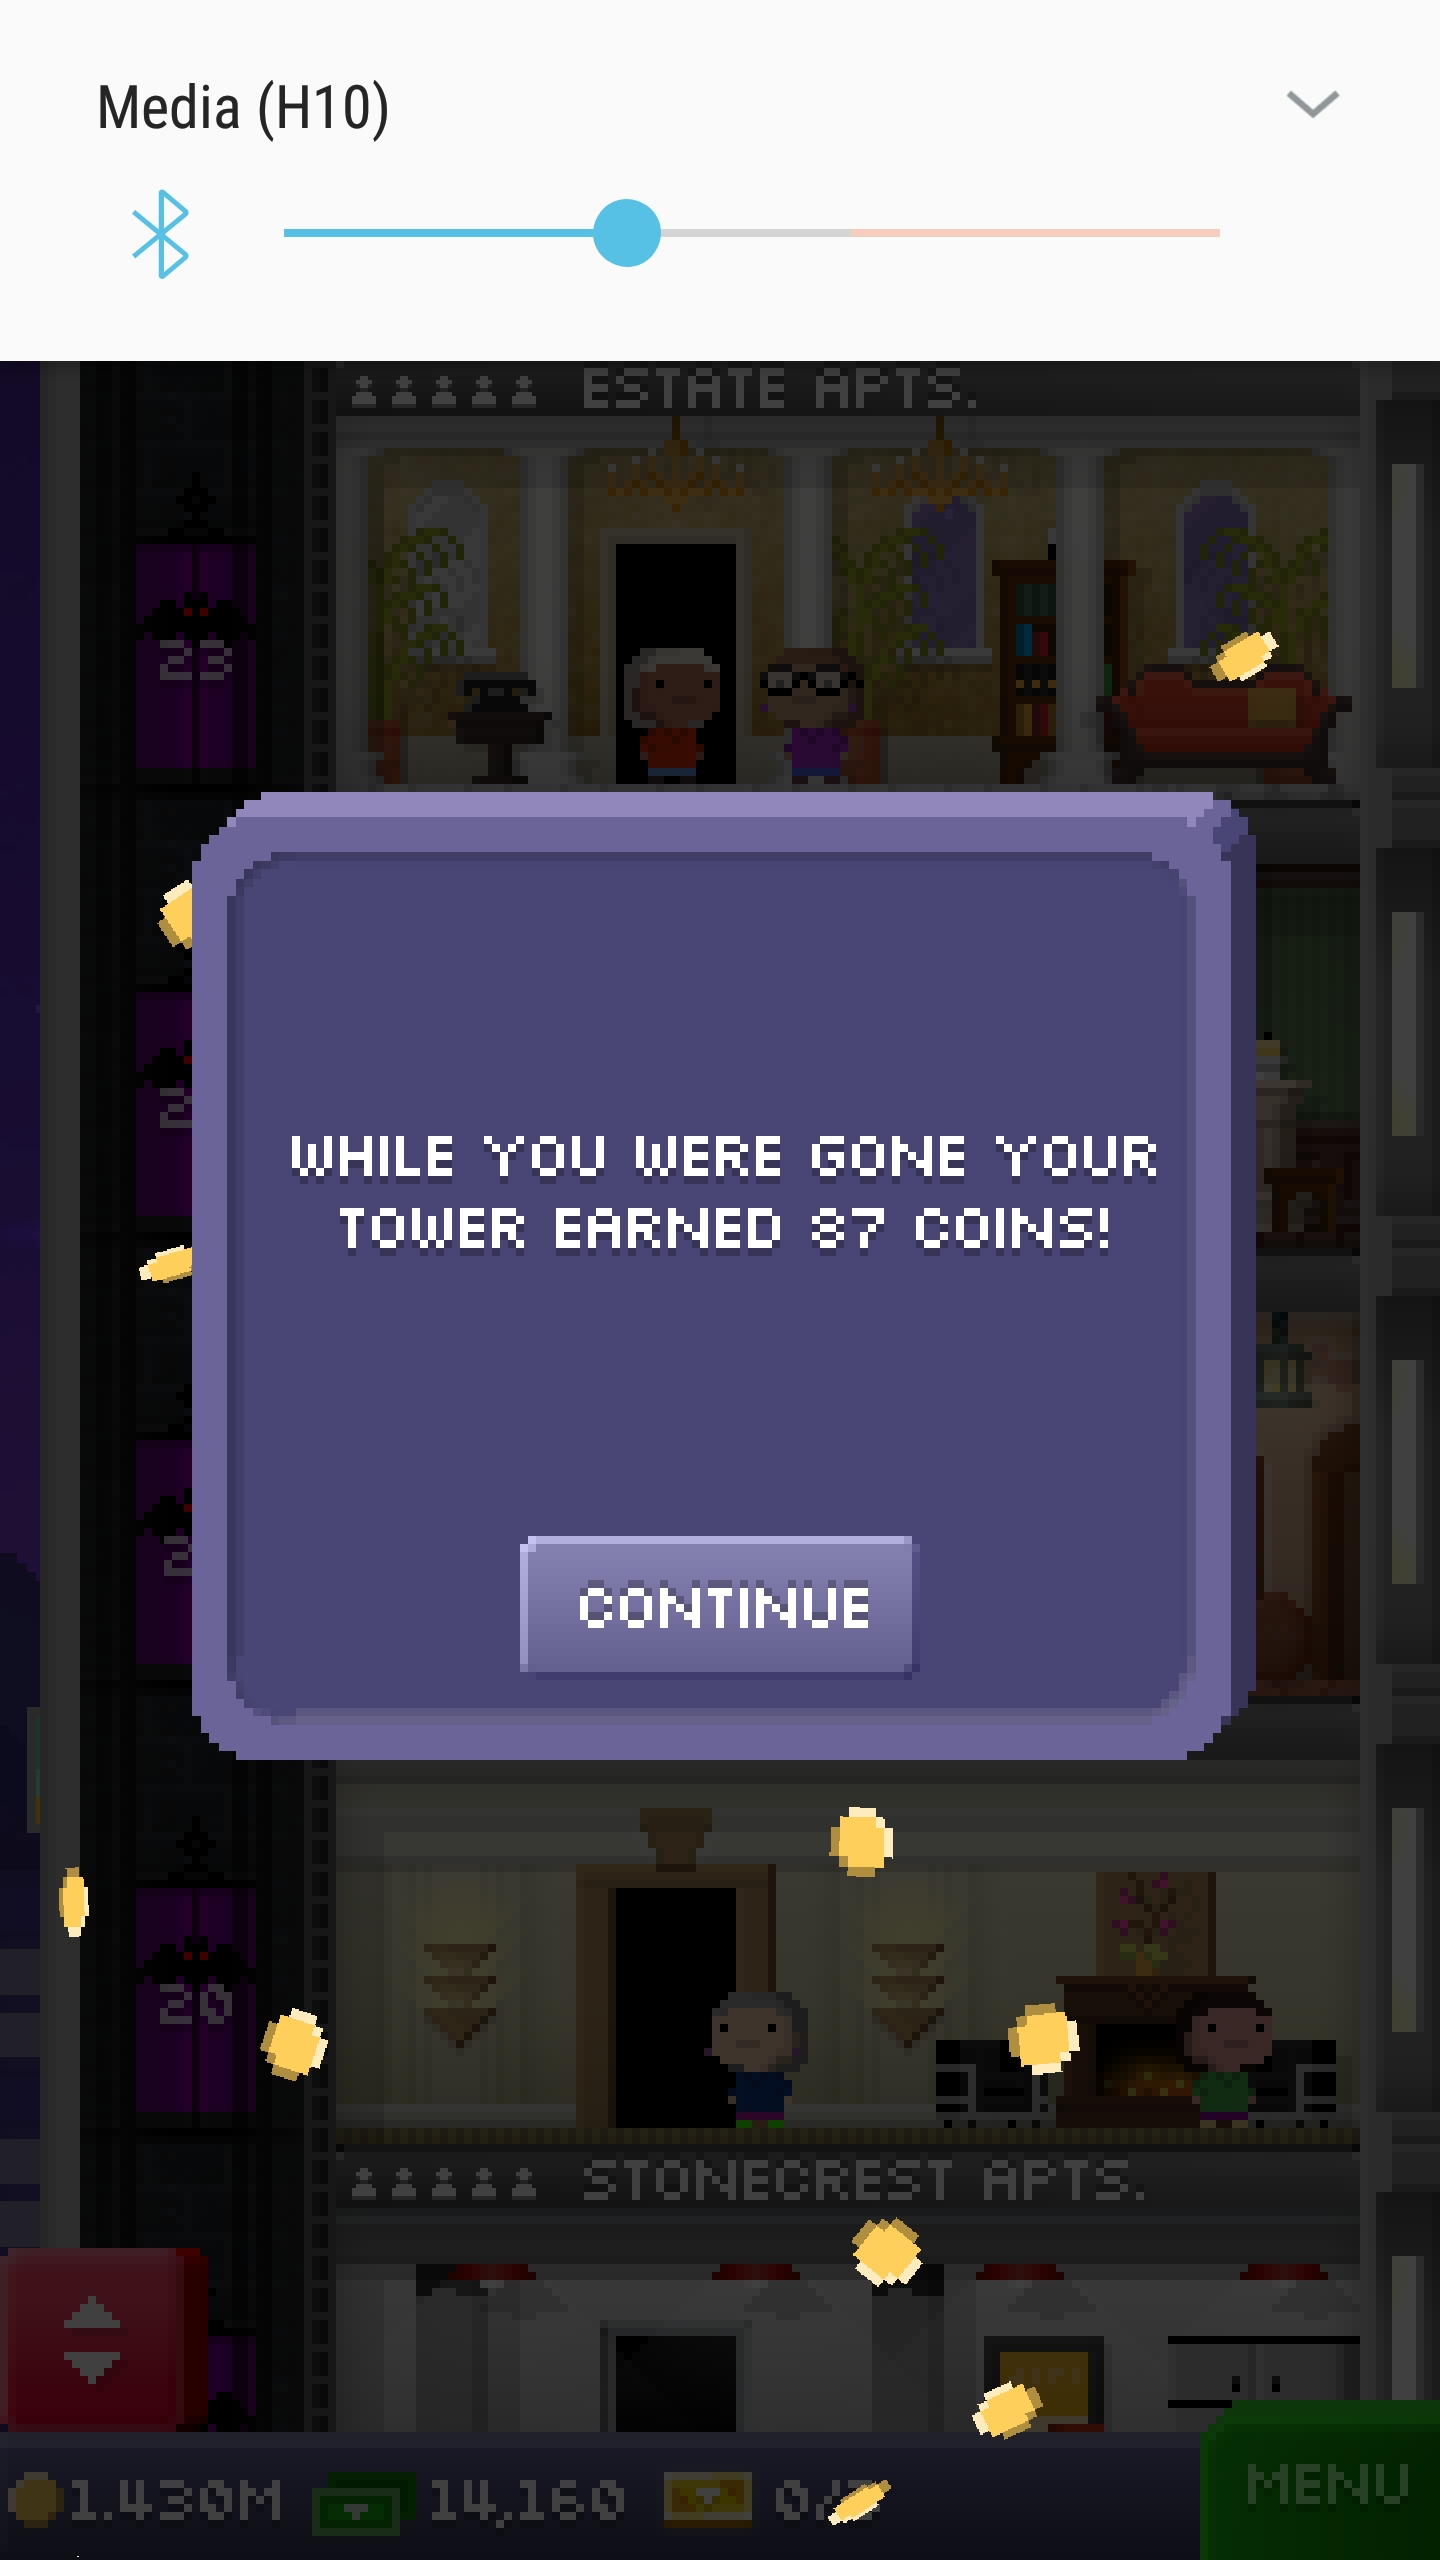 Media (H10)
ESTATE APTS.
23
WHILE YOU WERE GONE YOUR
TOWER EARNED 87 COINS!
CONTINUE
20
STONECREST APTS.
1.430M 14,160 0/
MENU